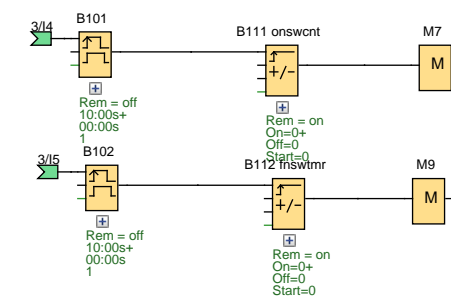 B101
3/I4
B111 onswcnt
M7
+/-
M
Rem = off
10:00s+
00:00s
1
Rem = on
On=0+
Off=0
Start=0
B102
3/I5
B112 fnswtmr
M9
+/-
M
Rem = off
10:00s+
00:00s
1
Rem = on
On=0+
Off=0
Start=0